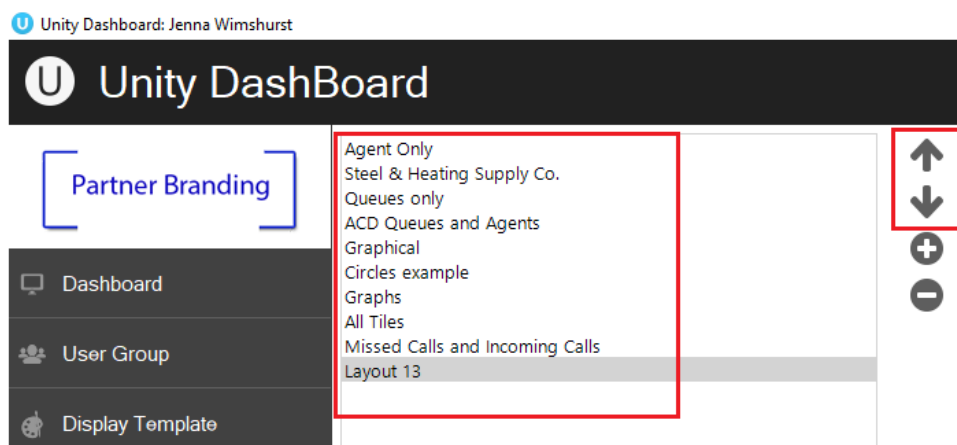 Unity Dashboard: Jenna Wimshurst
U Unity DashBoard
Partner Branding
Dashboard
User Group
Display Template
Agent Only
Steel & Heating Supply Co.
Queues only
ACD Queues and Agents
Graphical
Circles example
Graphs
All Tiles
Missed Calls and Incoming Calls
Layout 13